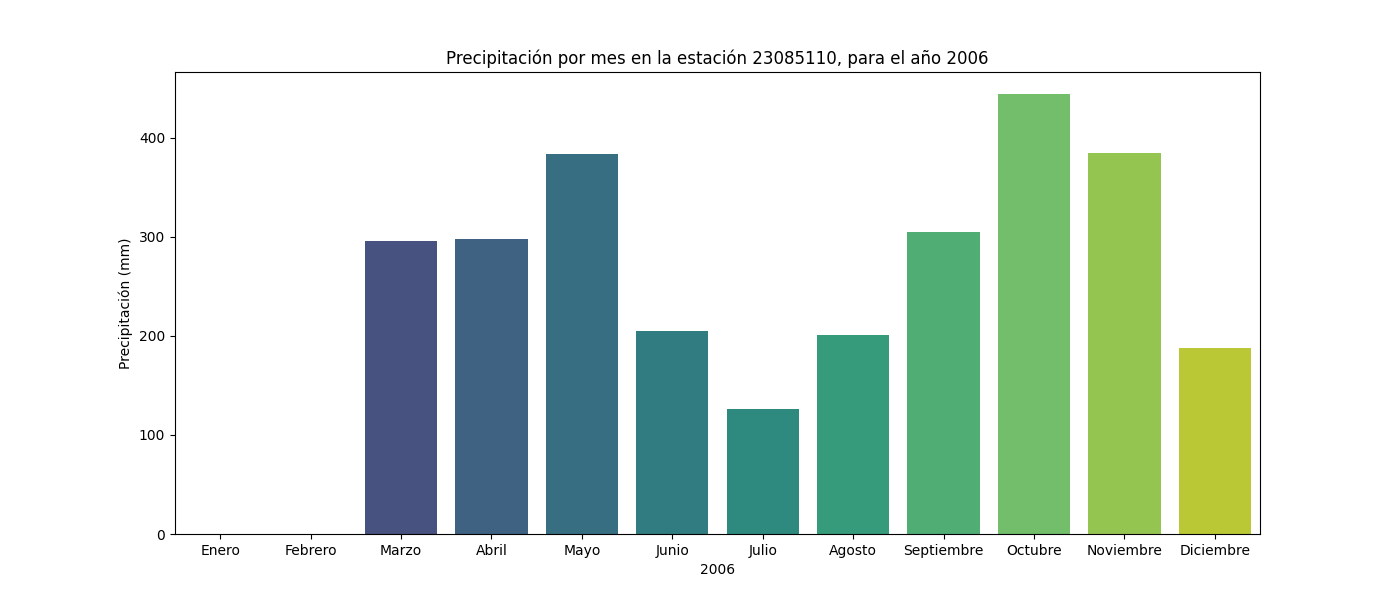 Precipitación por mes en la estación 23085110, para el año 2006
Precipitación (mm)
400
300
200
100
0
Enero Febrero Marzo Abril Mayo Junio Julio Agosto Septiembre Octubre Noviembre Diciembre
2006